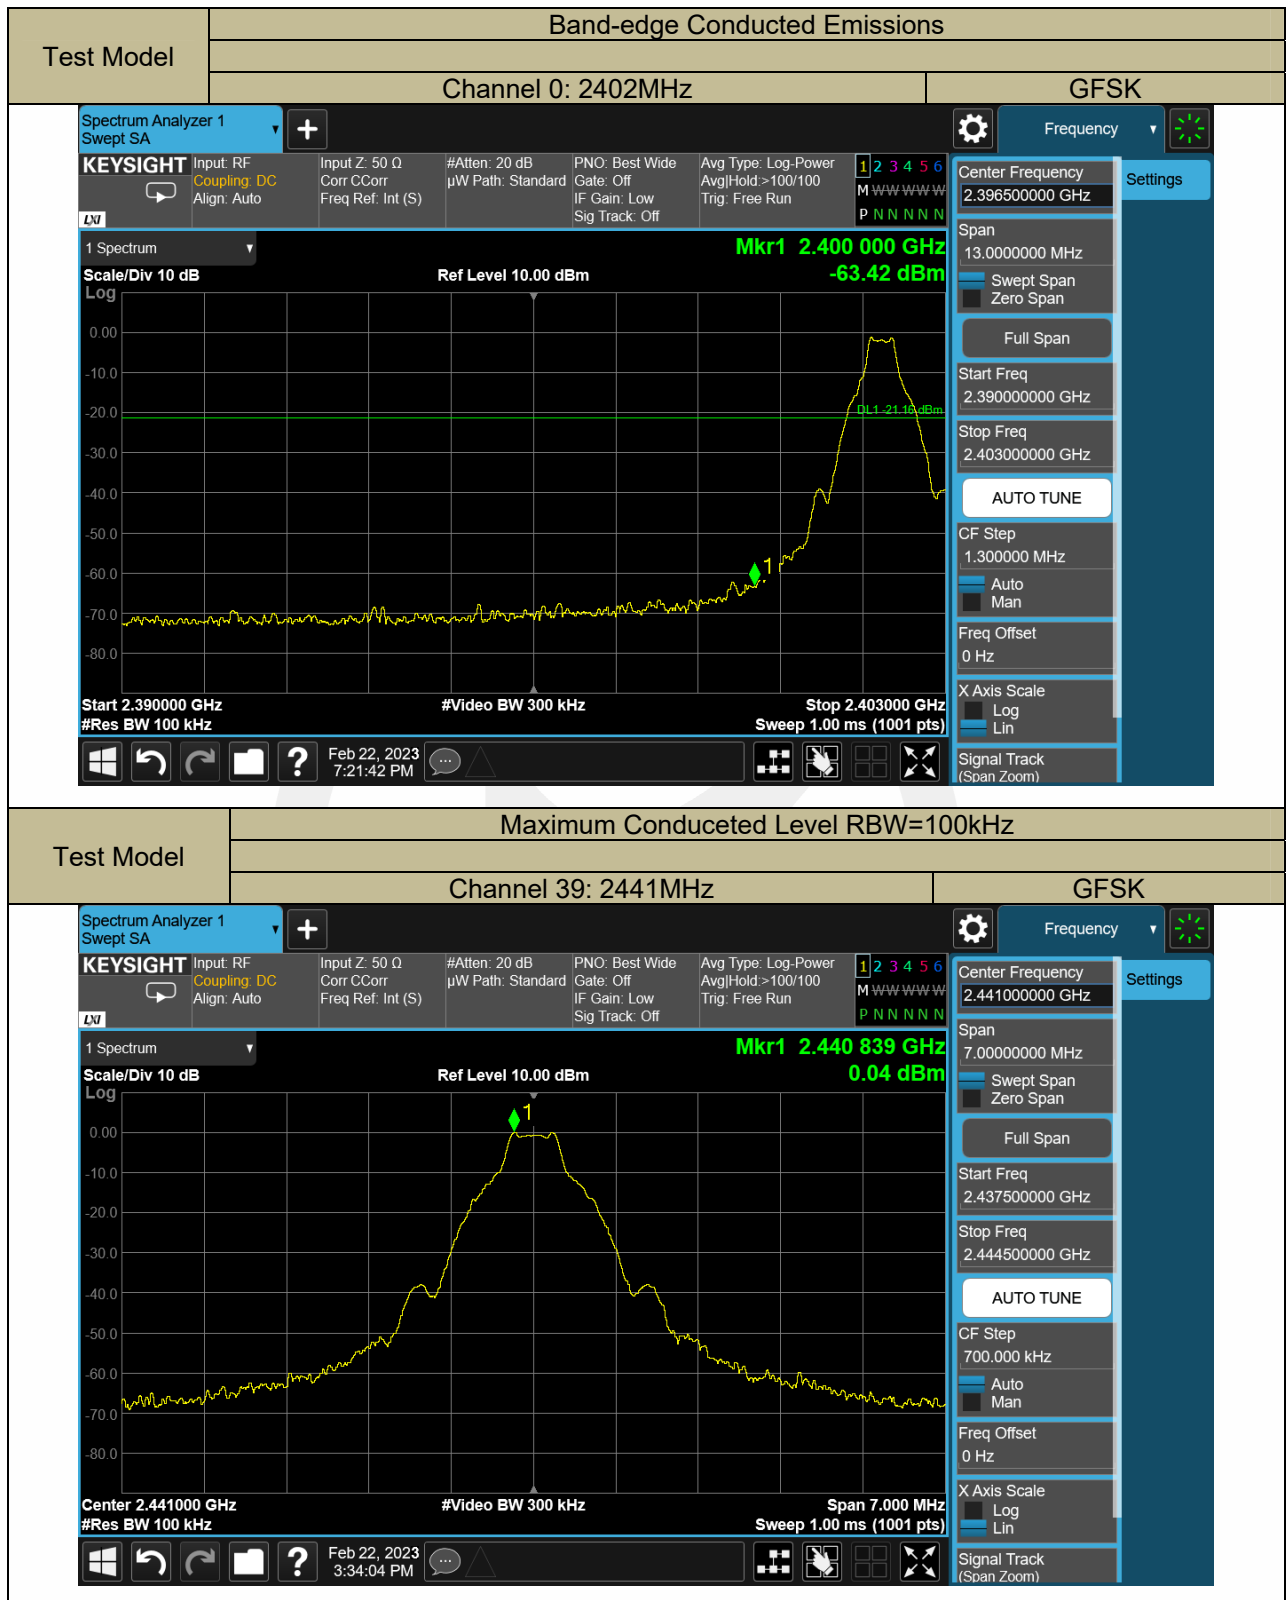 Test Model
Band-edge Conducted Emissions
Channel 0: 2402MHz GFSK
Spectrum Analyzer 1
Swept SA
+
Frequency
KEYSIGHT
LXI
Input: RF
Coupling: DC
Align: Auto
Input Z: 50 Ω
Corr CCorr
Freq Ref: Int (S)
#Atten: 20 dB
µW Path: Standard
PNO: Best Wide
Gate: Off
IF Gain: Low
Sig Track: Off
Avg Type: Log-Power
Avg|Hold:>100/100
Trig: Free Run
1 2 3 4 5 6
M W W W W W
P N N N N N
1 Spectrum
Mkr1 2.400 000 GHz
-63.42 dBm
Scale/Div 10 dB
Ref Level 10.00 dBm
Log
0.00
-10.0
-20.0
-30.0
-40.0
-50.0
-60.0
-70.0
-80.0
DL1 -21.16 dBm
1
Start 2.390000 GHz
#Res BW 100 kHz
#Video BW 300 kHz
Stop 2.403000 GHz
Sweep 1.00 ms (1001 pts)
Feb 22, 2023
7:21:42 PM
?
Center Frequency
2.396500000 GHz
Settings
Span
13.0000000 MHz
Swept Span
Zero Span
Full Span
Start Freq
2.390000000 GHz
Stop Freq
2.403000000 GHz
AUTO TUNE
CF Step
1.300000 MHz
Auto
Man
Freq Offset
0 Hz
X Axis Scale
Log
Lin
Signal Track
(Span Zoom)
Test Model
Maximum Conduceted Level RBW=100kHz
Channel 39: 2441MHz GFSK
Spectrum Analyzer 1
Swept SA
+
Frequency
KEYSIGHT
LXI
Input: RF
Coupling: DC
Align: Auto
Input Z: 50 Ω
Corr CCorr
Freq Ref: Int (S)
#Atten: 20 dB
µW Path: Standard
PNO: Best Wide
Gate: Off
IF Gain: Low
Sig Track: Off
Avg Type: Log-Power
Avg|Hold:>100/100
Trig: Free Run
1 2 3 4 5 6
M W W W W W
P N N N N N
1 Spectrum
Mkr1 2.440 839 GHz
0.04 dBm
Scale/Div 10 dB
Ref Level 10.00 dBm
Log
0.00
-10.0
-20.0
-30.0
-40.0
-50.0
-60.0
-70.0
-80.0
1
Center 2.441000 GHz
#Res BW 100 kHz
#Video BW 300 kHz
Span 7.000 MHz
Sweep 1.00 ms (1001 pts)
Feb 22, 2023
3:34:04 PM
?
Center Frequency
2.441000000 GHz
Settings
Span
7.00000000 MHz
Swept Span
Zero Span
Full Span
Start Freq
2.437500000 GHz
Stop Freq
2.444500000 GHz
AUTO TUNE
CF Step
700.000 kHz
Auto
Man
Freq Offset
0 Hz
X Axis Scale
Log
Lin
Signal Track
(Span Zoom)